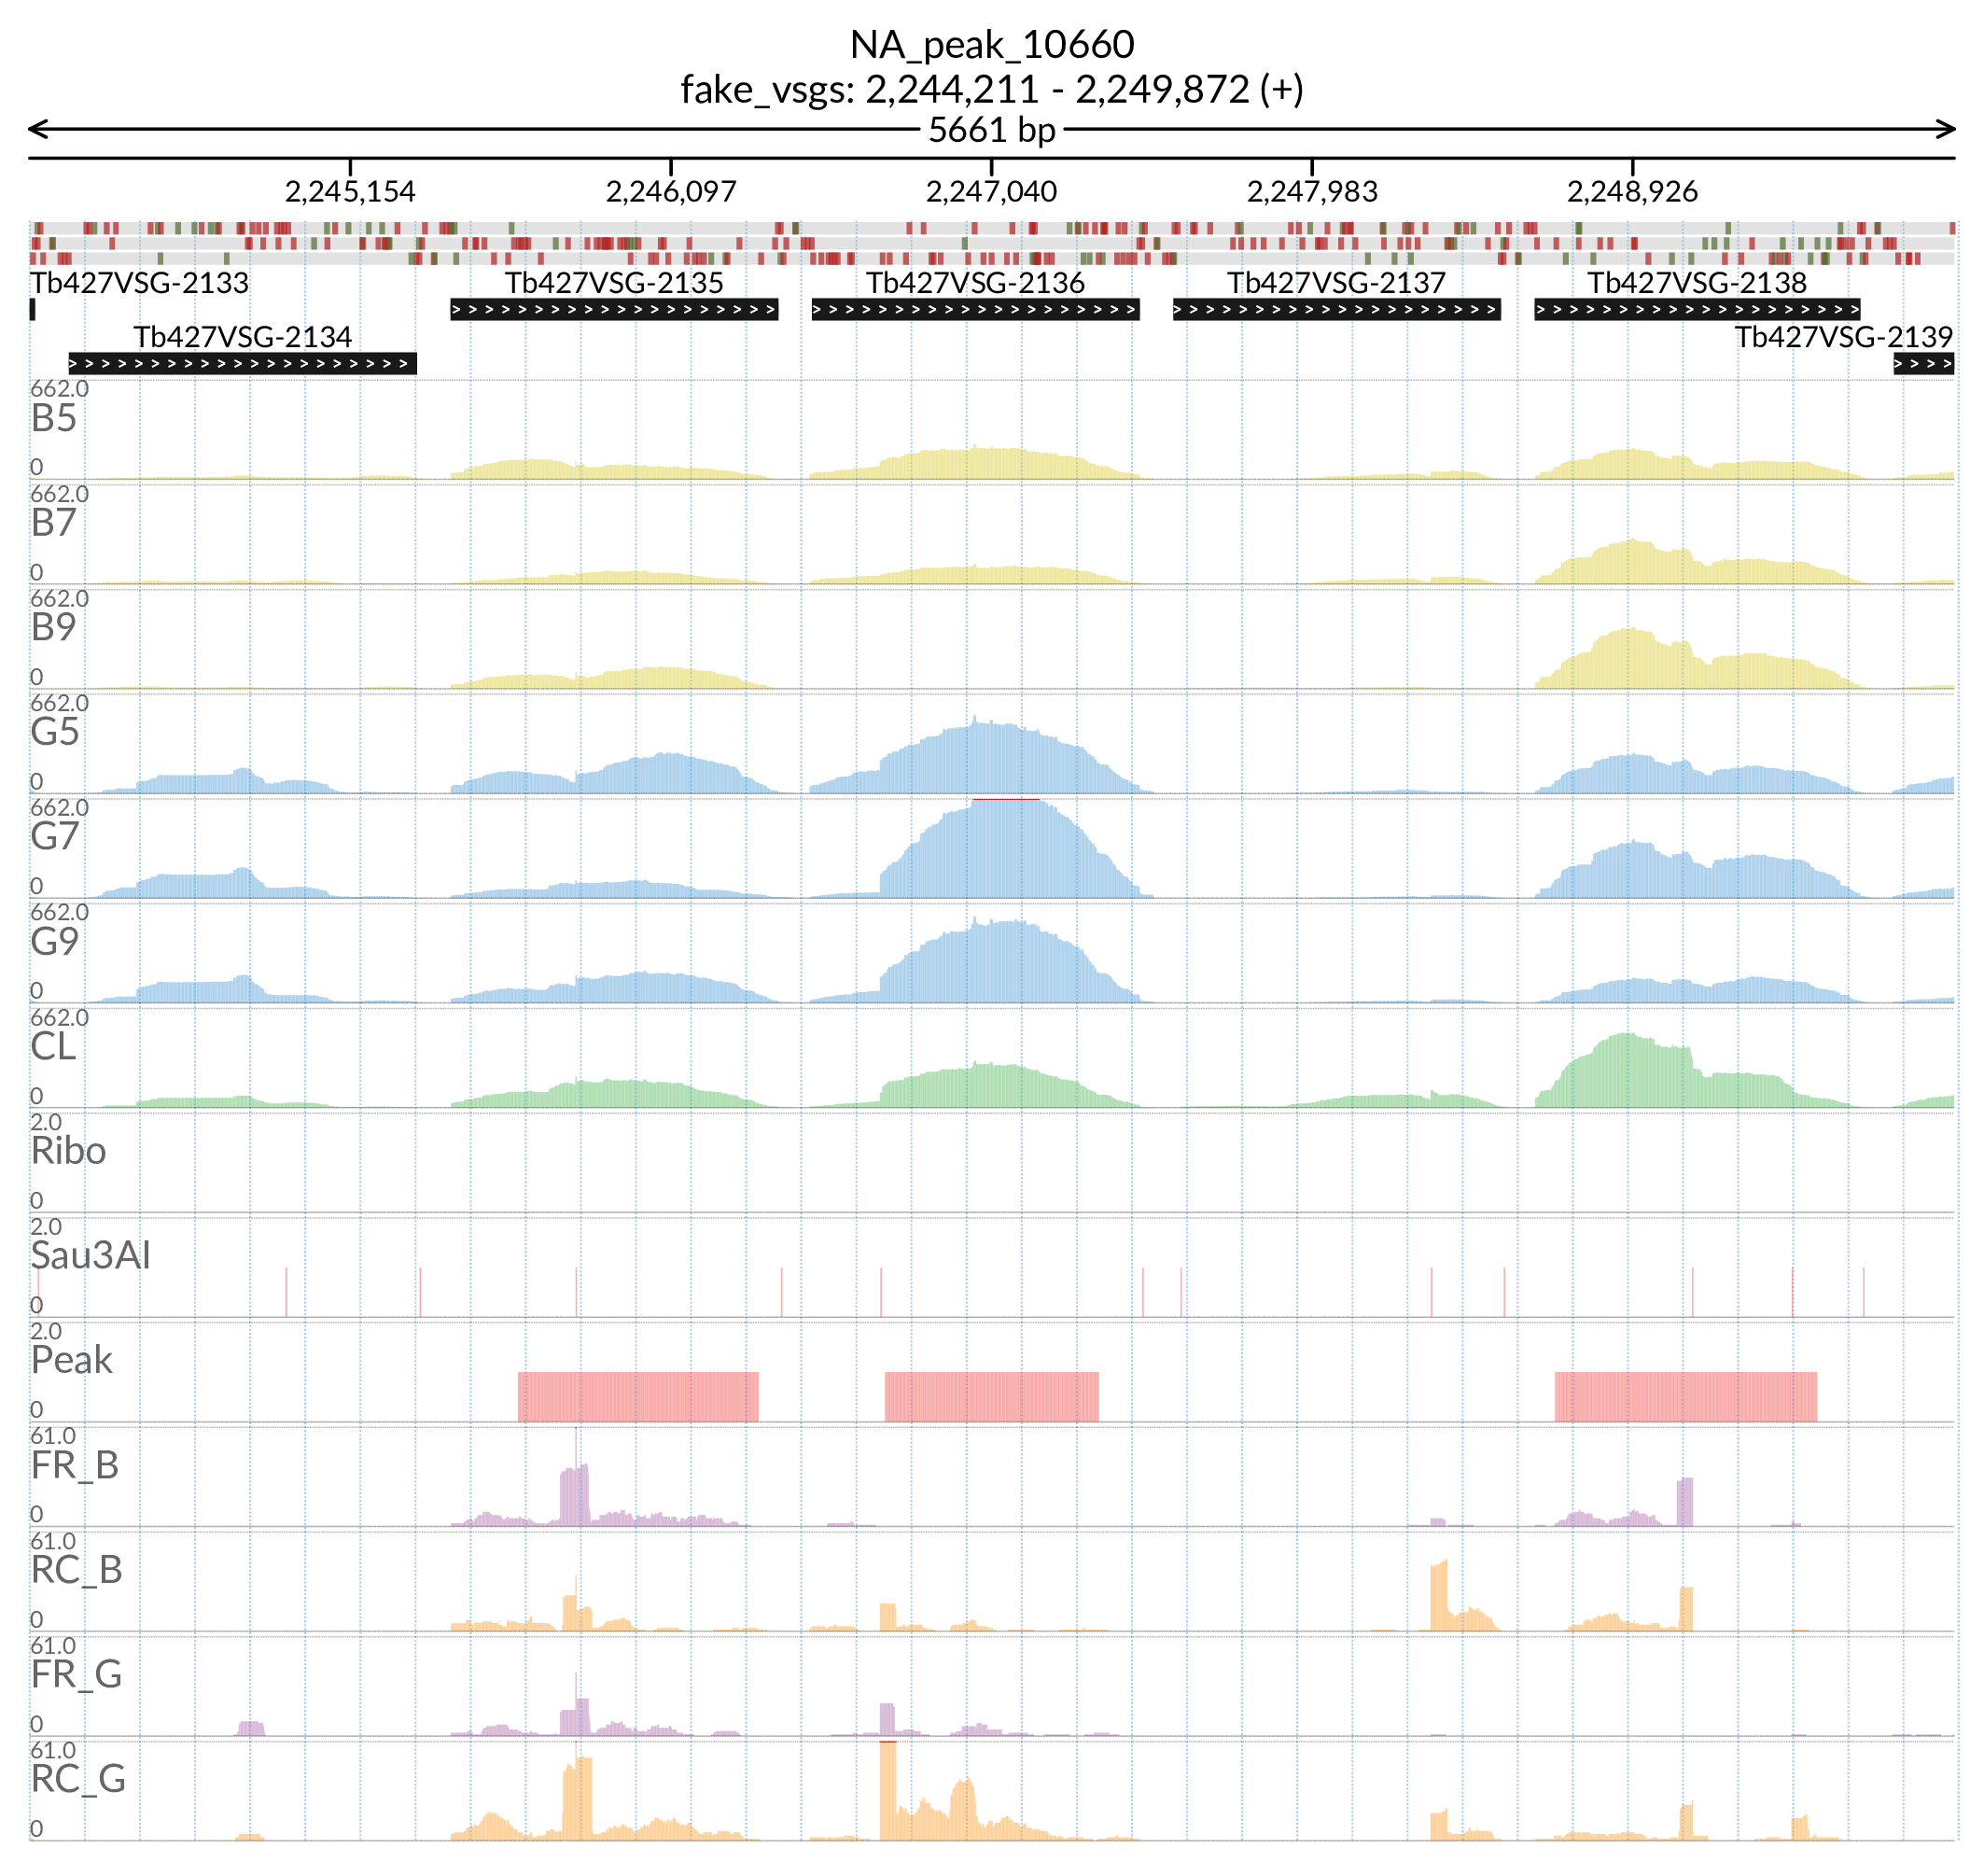 NA_peak_10660
fake_vsgs: 2,244,211 - 2,249,872 (+)
5661 bp
2,245,154 2,246,097 2,247,040 2,247,983 2,248,926
Tb427VSG-2133 Tb427VSG-2135 Tb427VSG-2136 Tb427VSG-2137 Tb427VSG-2138
Tb427VSG-2134 Tb427VSG-2139
662.0
B5
0
662.0
B7
0
662.0
B9
0
662.0
G5
0
662.0
G7
0
662.0
G9
0
662.0
CL
0
2.0
Ribo
0
2.0
Sau3AI
0
2.0
Peak
0
61.0
FR_B
0
61.0
RC_B
0
61.0
FR_G
0
61.0
RC_G
0